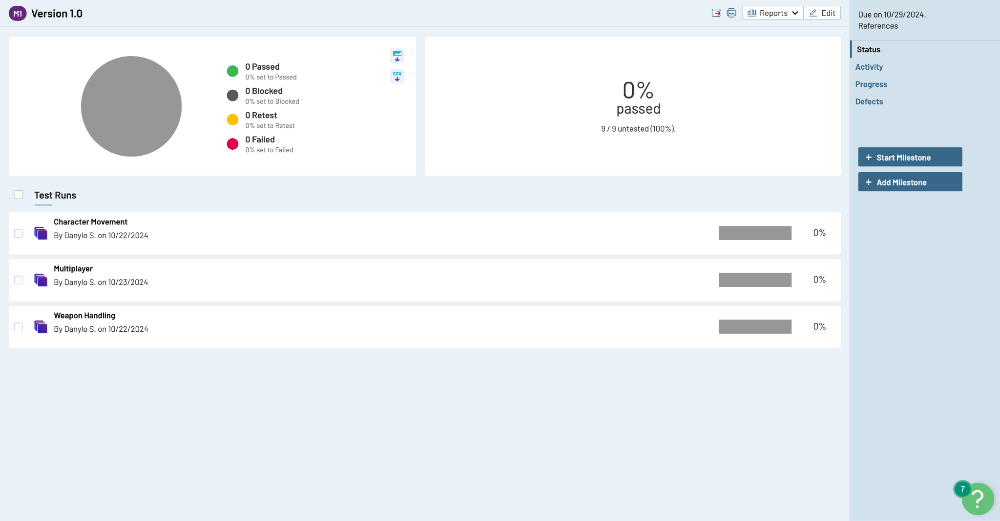 M1 Version 1.0
Reports
Edit
0 Passed
0% set to Passed
0 Blocked
0% set to Blocked
0 Retest
0% set to Retest
0 Failed
0% set to Failed
CSV
0%
passed
9 / 9 untested (100%).
Test Runs
Character Movement
By Danylo S. on 10/22/2024
0%
Multiplayer
By Danylo S. on 10/23/2024
0%
Weapon Handling
By Danylo S. on 10/22/2024
0%
Due on 10/29/2024.
References
Status
Activity
Progress
Defects
+ Start Milestone
+ Add Milestone
7
?